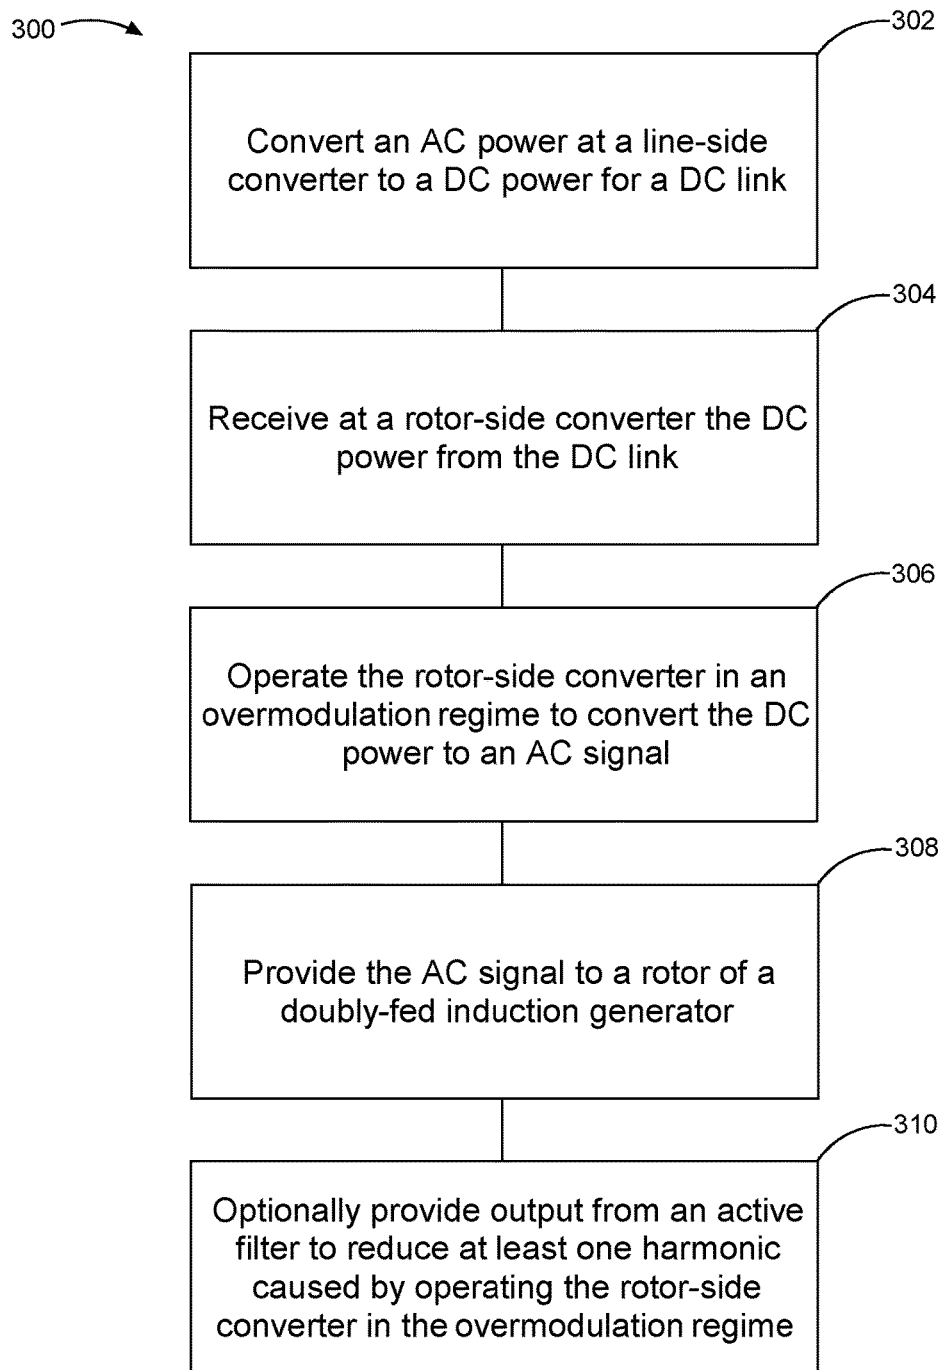 300
302
Convert an AC power at a line-side
converter to a DC power for a DC link
304
Receive at a rotor-side converter the DC
power from the DC link
306
Operate the rotor-side converter in an
overmodulation regime to convert the DC
power to an AC signal
308
Provide the AC signal to a rotor of a
doubly-fed induction generator
310
Optionally provide output from an active
filter to reduce at least one harmonic
caused by operating the rotor-side
converter in the overmodulation regime